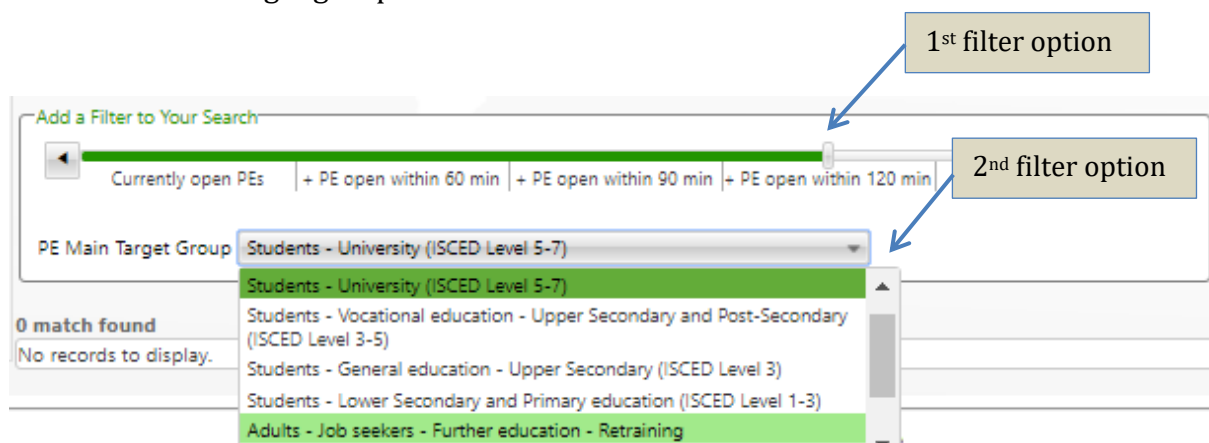 1st filter option
Add a Filter to Your Search
Currently open PEs + PE open within 60 min + PE open within 90 min + PE open within 120 min
2nd filter option
PE Main Target Group Students - University (ISCED Level 5-7)
Students - University (ISCED Level 5-7)
0 match found
Students - Vocational education - Upper Secondary and Post-Secondary
(ISCED Level 3-5)
No records to display.
Students - General education - Upper Secondary (ISCED Level 3)
Students - Lower Secondary and Primary education (ISCED Level 1-3)
Adults - Job seekers - Further education - Retraining